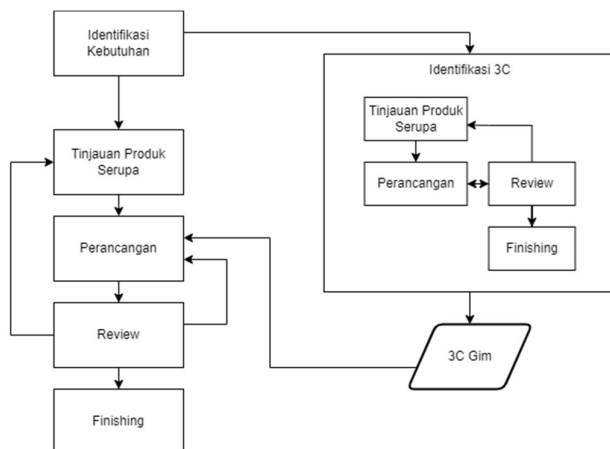 Identifikasi
Kebutuhan
Tinjauan Produk
Serupa
Perancangan
Review
Finishing
Identifikasi 3C
Tinjauan Produk
Serupa
Perancangan
Review
Finishing
3C Gim